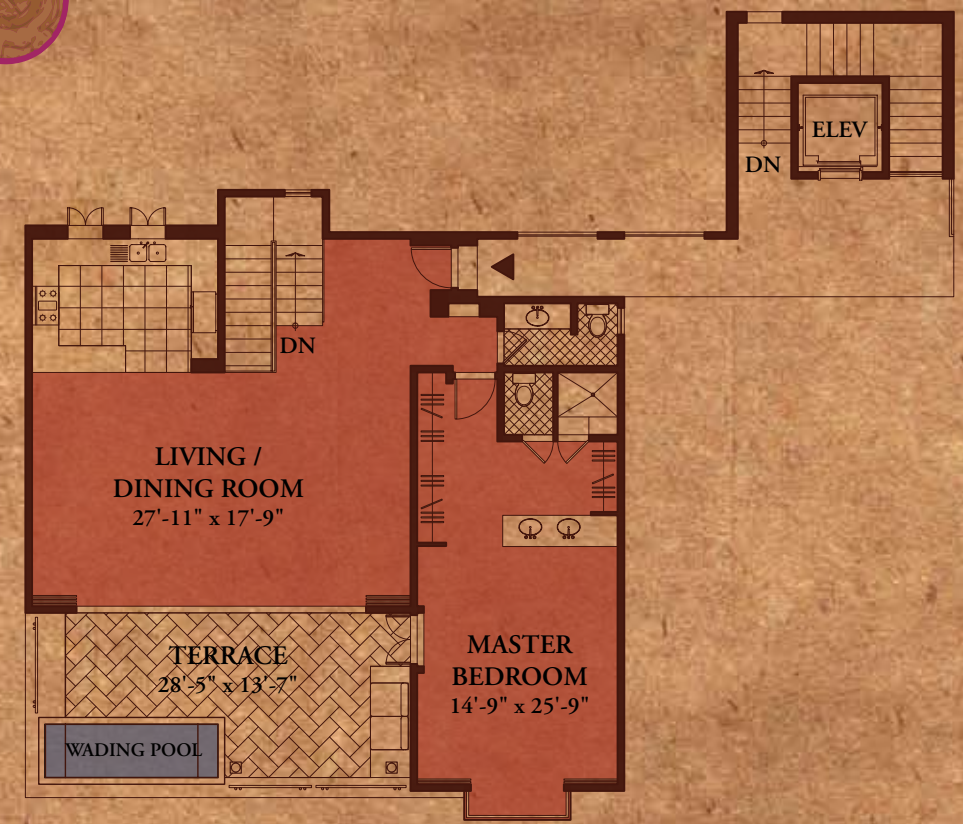 ELEV
DN
DN
LIVING /
DINING ROOM
27'-11" x 17'-9"
TERRACE
28'-5" x 13'-7"
WADING POOL
MASTER
BEDROOM
14'-9" x 25'-9"